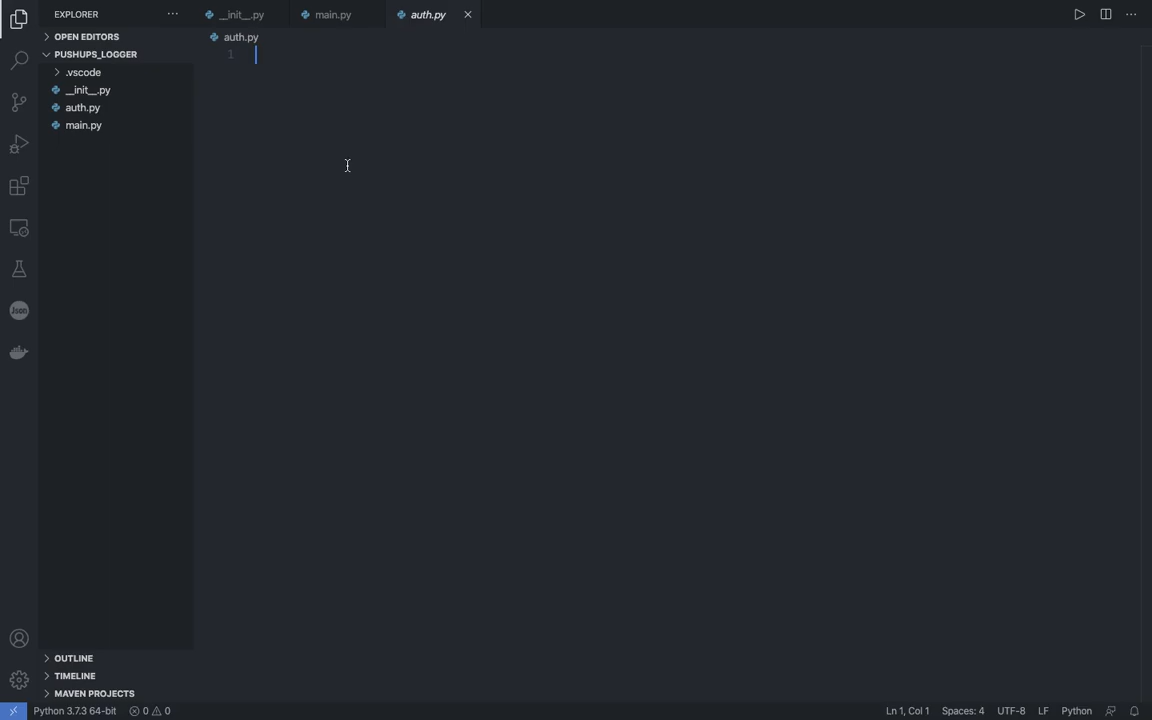 EXPLORER
__init__.py
main.py
auth.py
OPEN EDITORS
auth.py
PUSHUPS_LOGGER
1
.vscode
__init__.py
auth.py
main.py
Json
OUTLINE
TIMELINE
MAVEN PROJECTS
Python 3.7.3 64-bit
0
0
Ln 1, Col 1
Spaces: 4
UTF-8
LF
Python